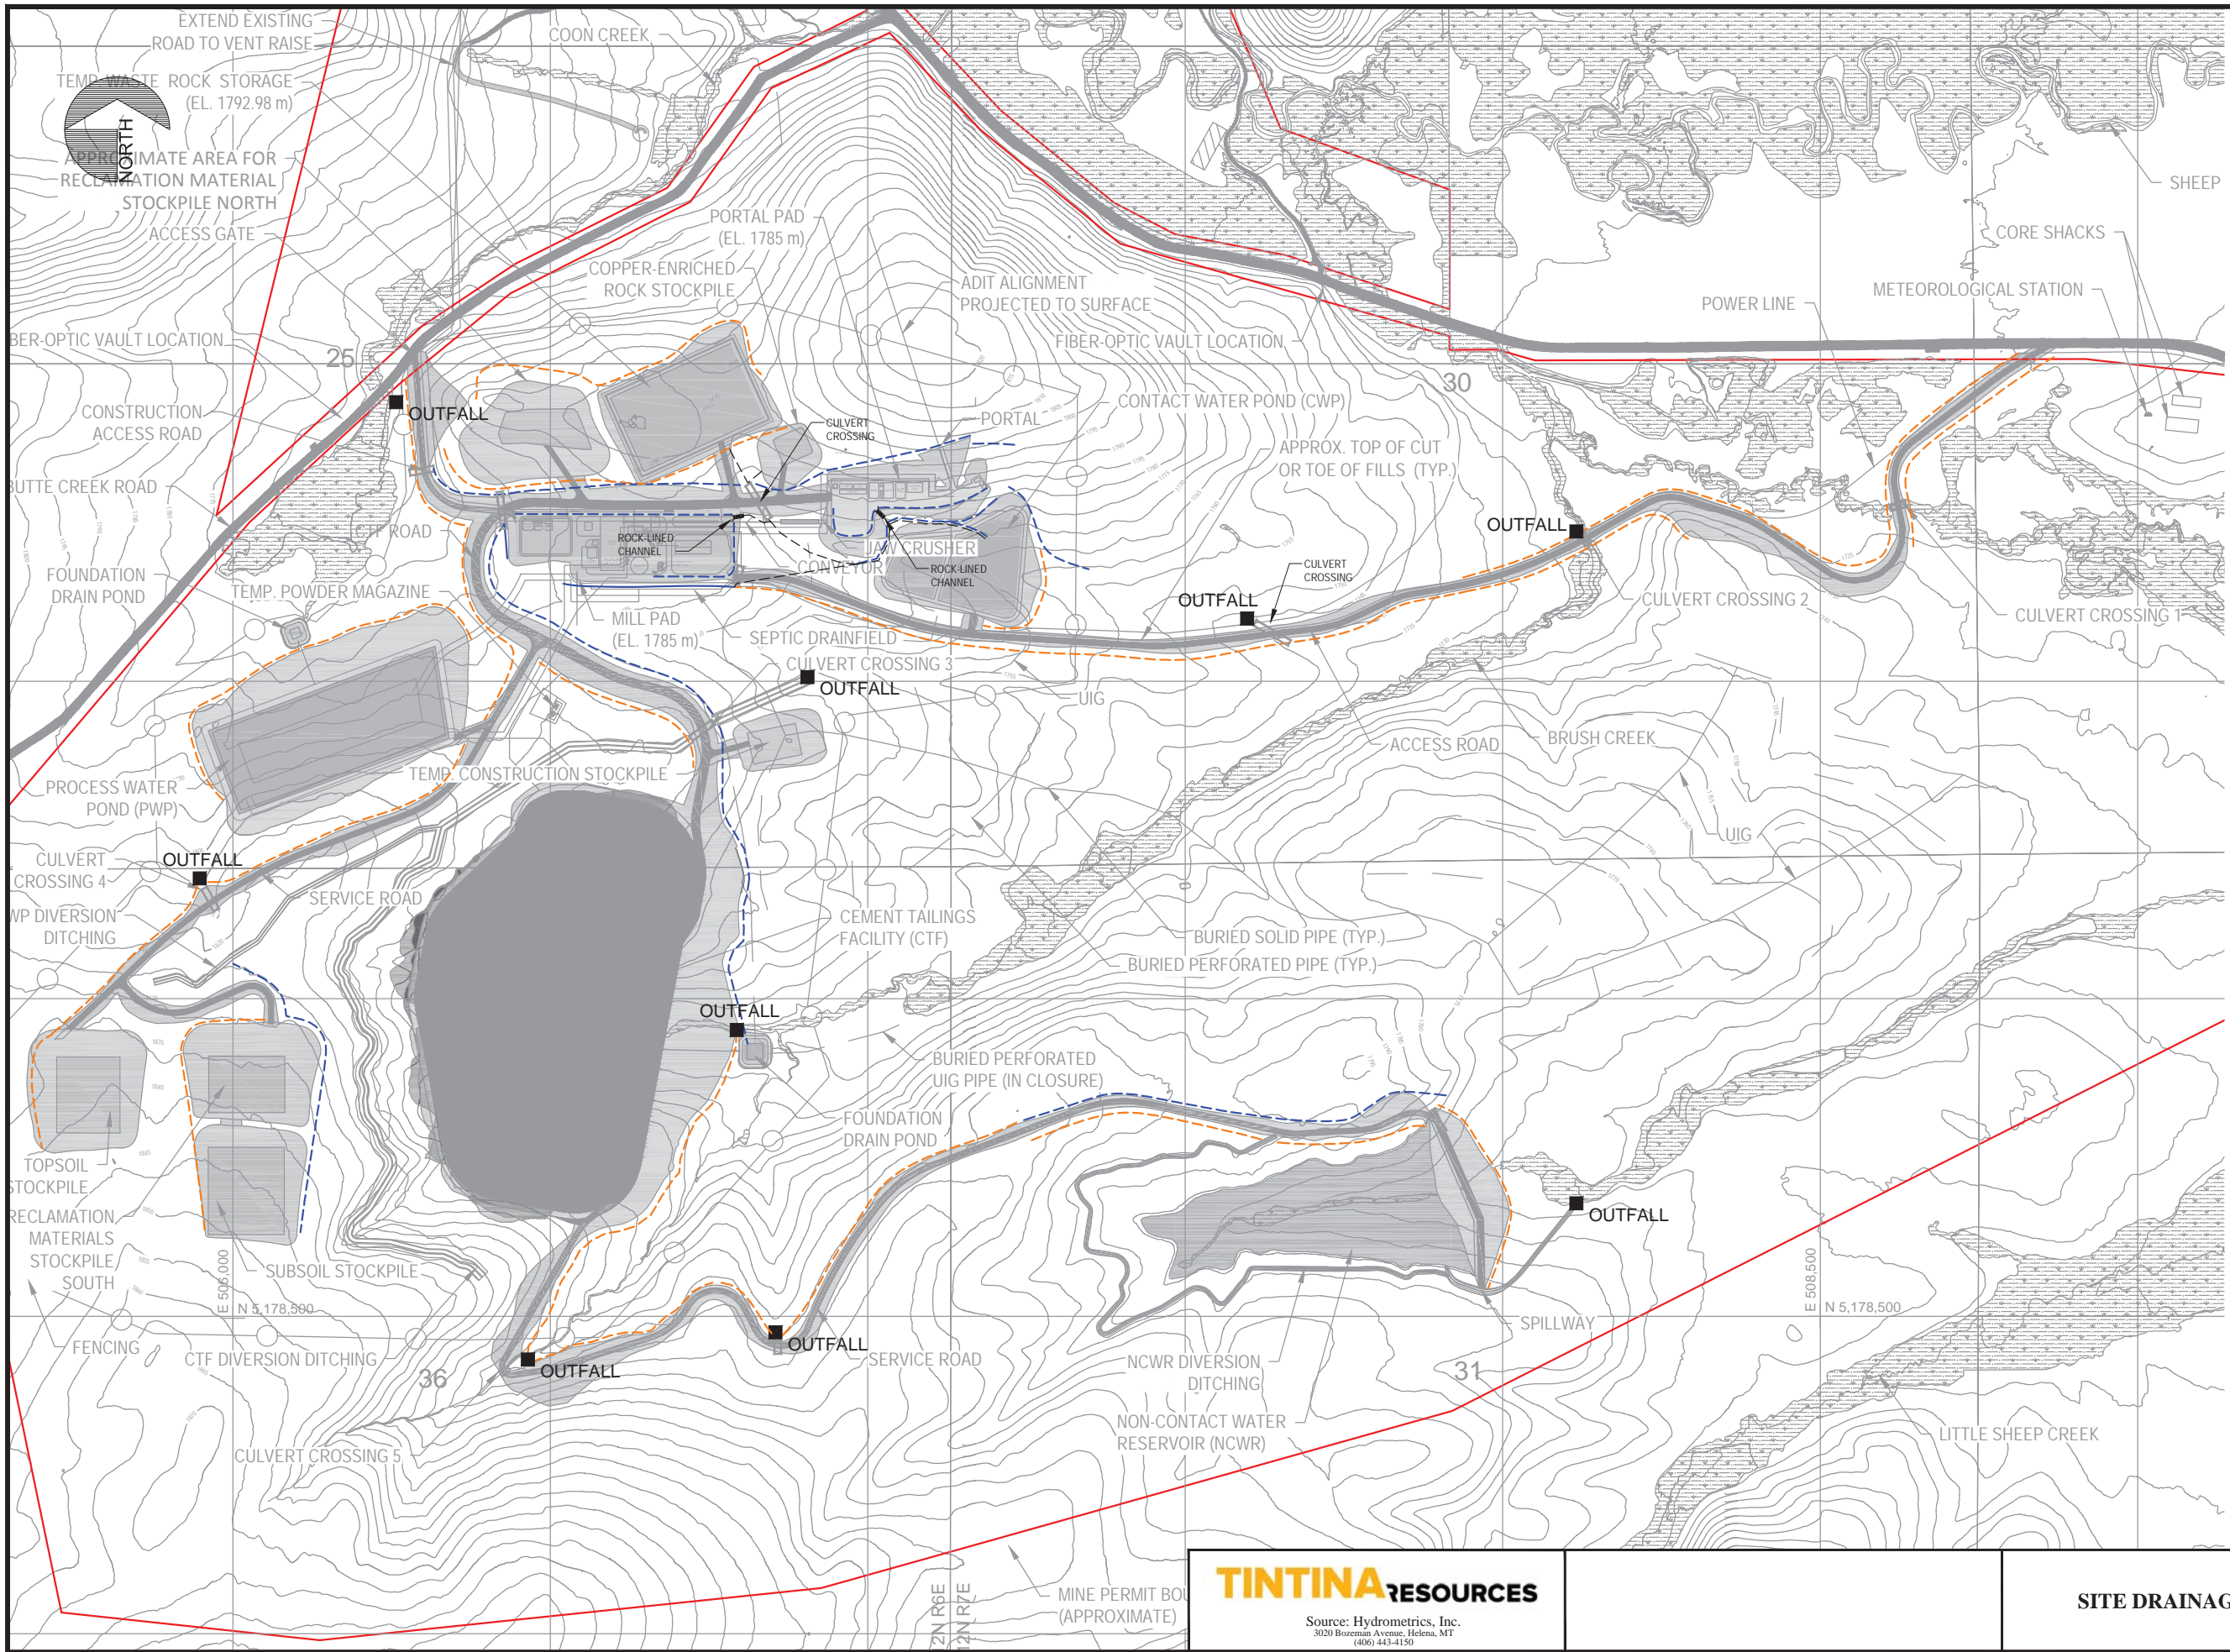 EXTEND EXISTING
ROAD TO VENT RAISE
COON CREEK
TEMP. WASTE ROCK STORAGE
(EL. 1792.98 m)
NORTH
APPROXIMATE AREA FOR
RECLAMATION MATERIAL
STOCKPILE NORTH
ACCESS GATE
PORTAL PAD
(EL. 1785 m)
COPPER-ENRICHED
ROCK STOCKPILE
ADIT ALIGNMENT
PROJECTED TO SURFACE
SHEEP
CORE SHACKS
METEOROLOGICAL STATION
POWER LINE
BER-OPTIC VAULT LOCATION
25
FIBER-OPTIC VAULT LOCATION
30
CONSTRUCTION
ACCESS ROAD
OUTFALL
CULVERT
CROSSING
PORTAL
CONTACT WATER POND (CWP)
APPROX. TOP OF CUT
OR TOE OF FILLS (TYP.)
BUTTE CREEK ROAD
CTF ROAD
ROCK-LINED
CHANNEL
JAW CRUSHER
CONVEYOR
ROCK-LINED
CHANNEL
OUTFALL
FOUNDATION
DRAIN POND
TEMP. POWDER MAGAZINE
MILL PAD
(EL. 1785 m)
SEPTIC DRAINFIELD
CULVERT
CROSSING
OUTFALL
CULVERT CROSSING 2
CULVERT CROSSING 1
CULVERT CROSSING 3
OUTFALL
UIG
ACCESS ROAD
BRUSH CREEK
TEMP. CONSTRUCTION STOCKPILE
PROCESS WATER
POND (PWP)
UIG
CULVERT
CROSSING 4
OUTFALL
SERVICE ROAD
WP DIVERSION
DITCHING
CEMENT TAILINGS
FACILITY (CTF)
BURIED SOLID PIPE (TYP.)
BURIED PERFORATED PIPE (TYP.)
OUTFALL
BURIED PERFORATED
UIG PIPE (IN CLOSURE)
FOUNDATION
DRAIN POND
TOPSOIL
STOCKPILE
RECLAMATION
MATERIALS
STOCKPILE
SOUTH
SUBSOIL STOCKPILE
OUTFALL
E 506,000
N 5,178,500
E 508,500
N 5,178,500
FENCING
CTF DIVERSION DITCHING
36
OUTFALL
OUTFALL
SERVICE ROAD
SPILLWAY
NCWR DIVERSION
DITCHING
31
NON-CONTACT WATER
RESERVOIR (NCWR)
LITTLE SHEEP CREEK
CULVERT CROSSING 5
2N R6E
12N R7E
MINE PERMIT BOU
(APPROXIMATE)
TINTINA RESOURCES
Source: Hydrometrics, Inc.
3020 Bozeman Avenue, Helena, MT
(406) 443-4150
SITE DRAINAG